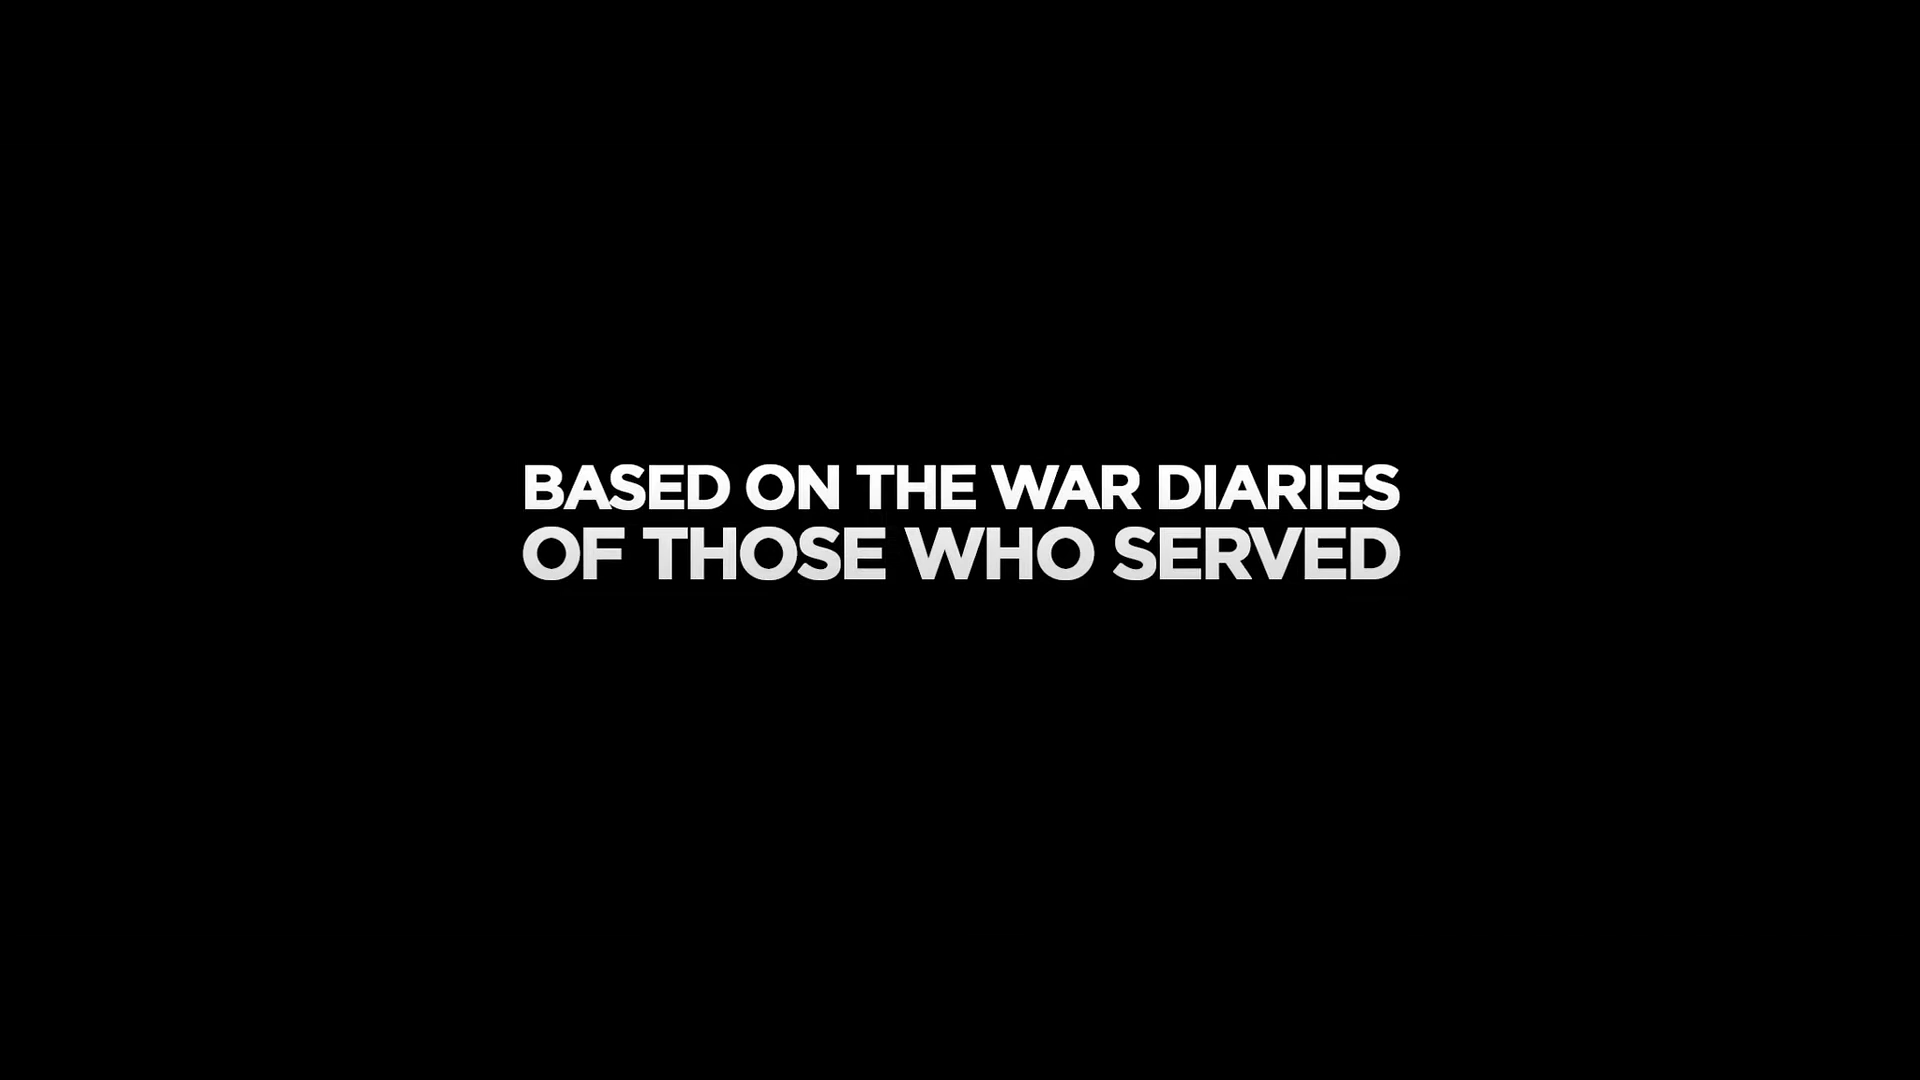 BASED ON THE WAR DIARIES
OF THOSE WHO SERVED